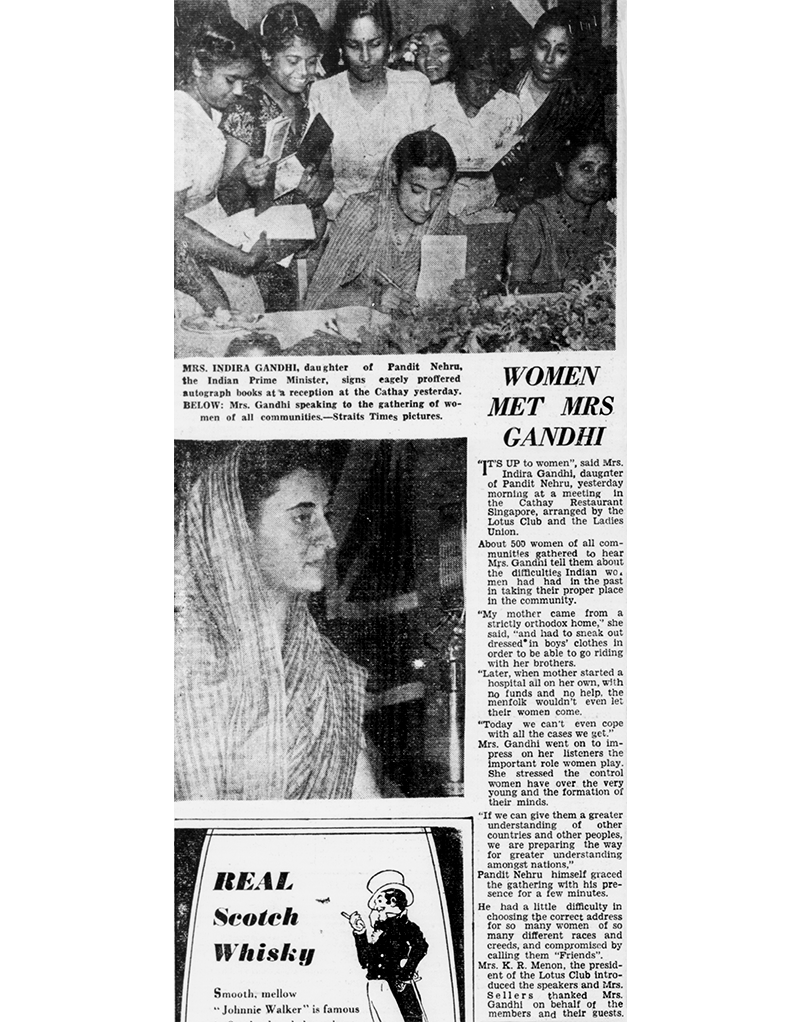 MRS. INDIRA GANDHI, daughter of Pandit Nehru,
the Indian Prime Minister, signs eagely proffered
autograph books at a reception at the Cathay yesterday.
BELOW: Mrs. Gandhi speaking to the gathering of wo-
men of all communities.—Straits Times pictures.
WOMEN
MET MRS
GANDHI
"IT'S UP to women", said Mrs.
Indira Gandhi, daughter
of Pandit Nehru, yesterday
morning at a meeting in
the Cathay Restaurant
Singapore, arranged by the
Lotus Club and the Ladies
Union.
About 500 women of all com-
munities gathered to hear
Mrs. Gandhi tell them about
the difficulties Indian wo-
men had had in the past
in taking their proper place
in the community.
"My mother came from a
strictly orthodox home," she
said, "and had to sneak out
dressed in boys' clothes in
order to be able to go riding
with her brothers.
"Later, when mother started a
hospital all on her own, with
no funds and no help, the
menfolk wouldn't even let
their women come.
"Today we can't even cope
with all the cases we get."
Mrs. Gandhi went on to im-
press on her listeners the
important role women play.
She stressed the control
women have over the very
young and the formation of
their minds.
"If we can give them a greater
understanding of other
countries and other peoples,
we are preparing the way
for greater understanding
amongst nations,"
Pandit Nehru himself graced
the gathering with his pre-
sence for a few minutes.
He had a little difficulty in
choosing the correct address
for so many women of so
many different races and
creeds, and compromised by
calling them "Friends".
Mrs. K. R. Menon, the presid-
ent of the Lotus Club intro-
duced the speakers and Mrs.
Sellers thanked Mrs.
Gandhi on behalf of the
members and their guests.
REAL
Scotch
Whisky
Smooth, mellow
"Johnnie Walker" is famous